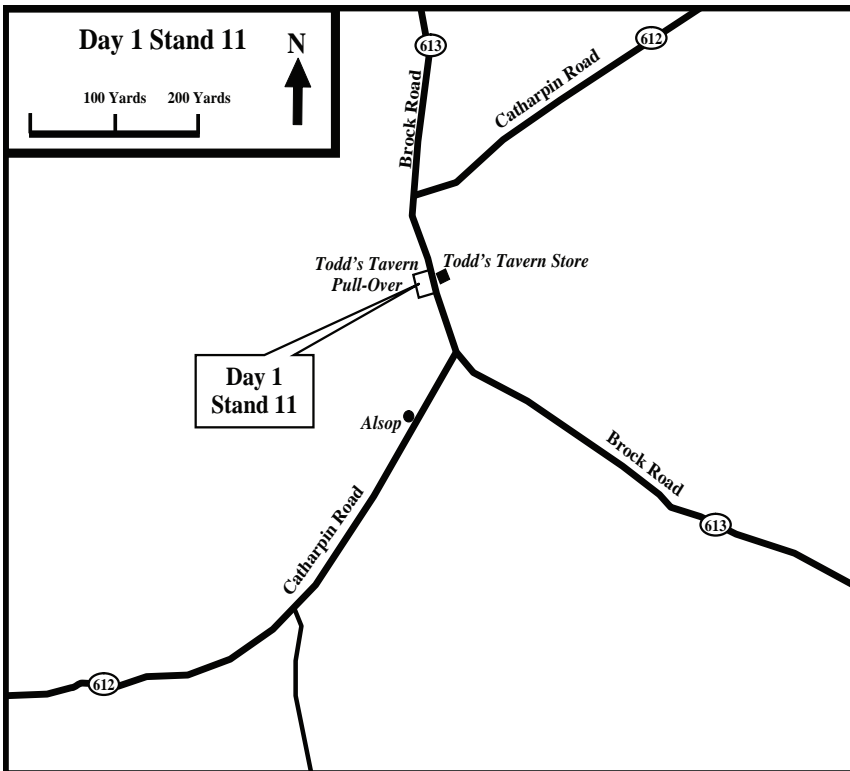 Day 1 Stand 11
N
100 Yards 200 Yards
613
612
Catharpin Road
Brock Road
Todd's Tavern
Pull-Over
Todd's Tavern Store
Day 1
Stand 11
Alsop
Brock Road
613
Catharpin Road
612